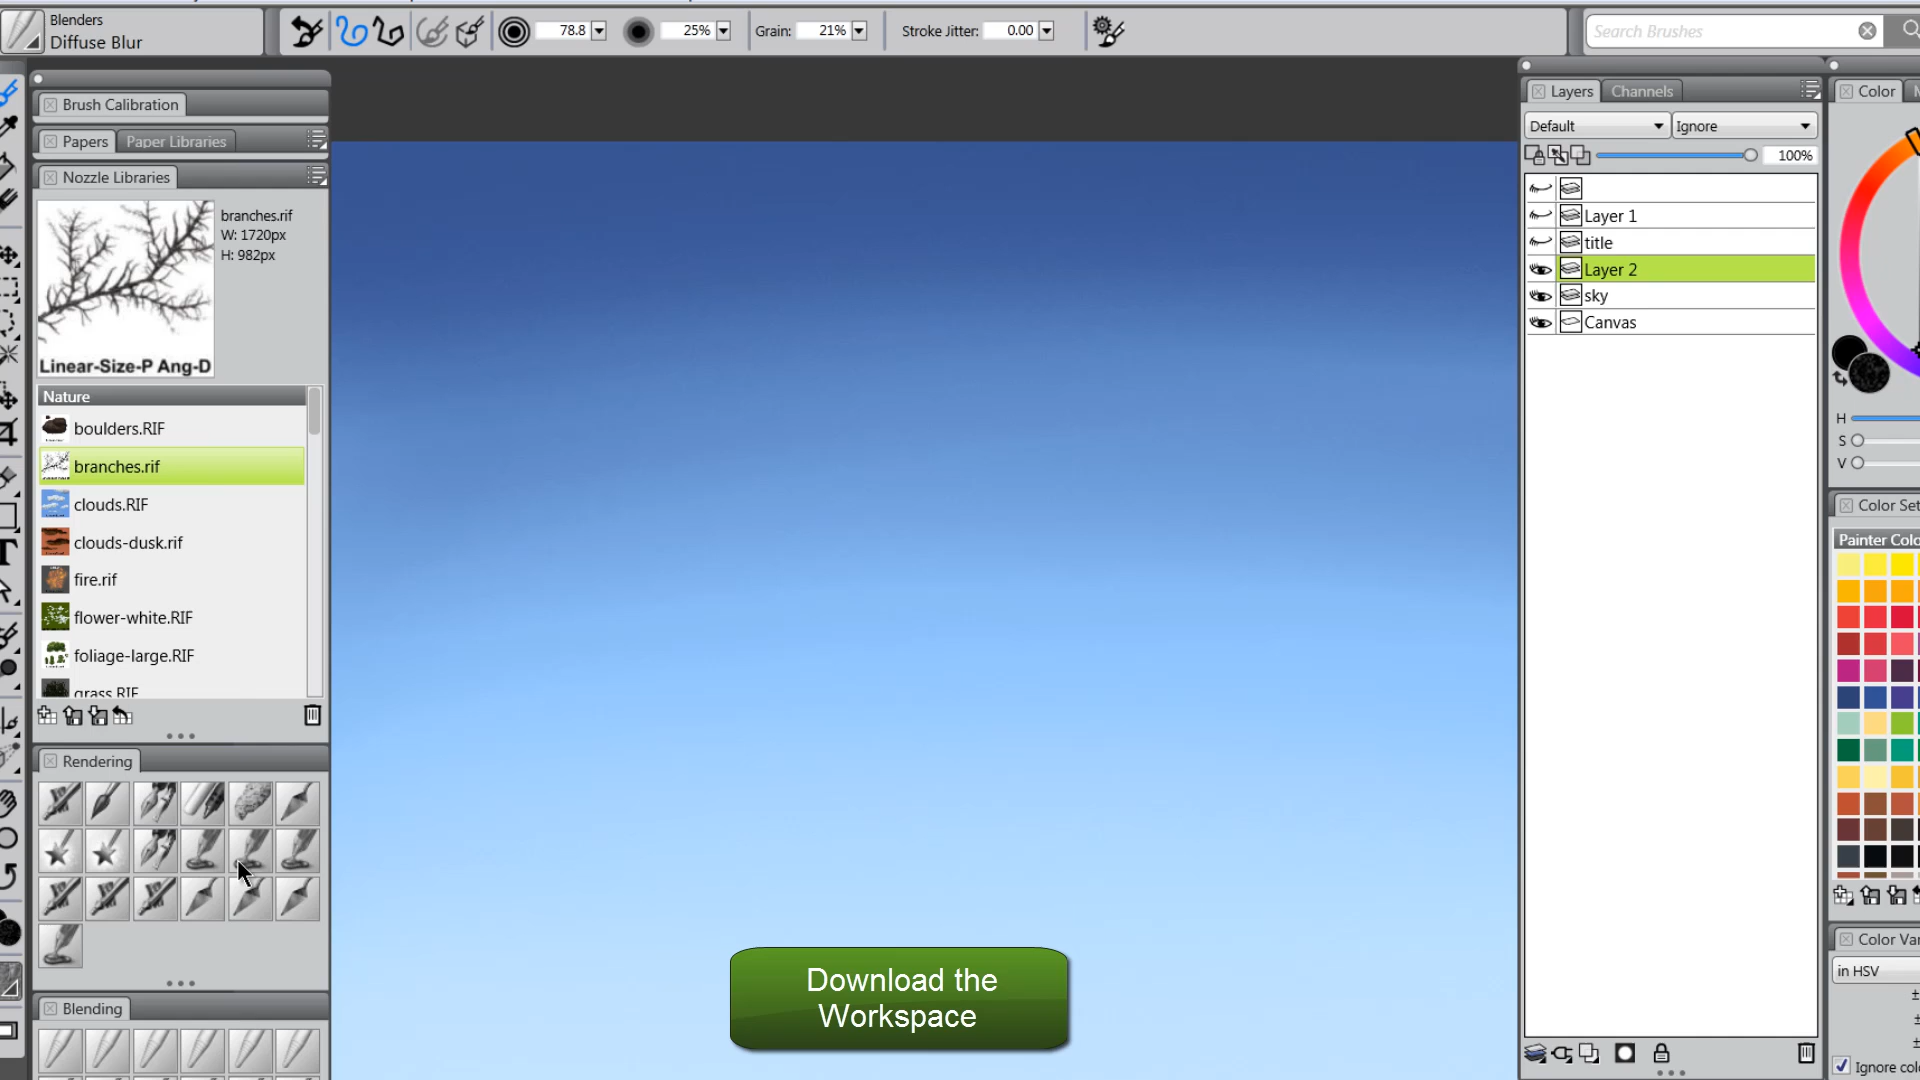 Blenders
Diffuse Blur
78.8
25%
Grain: 21%
Stroke Jitter: 0.00
Search Brushes
Brush Calibration
Papers
Paper Libraries
Nozzle Libraries
branches.rif
W: 1720px
H: 982px
Linear-Size-P Ang-D
Nature
boulders.RIF
branches.rif
clouds.RIF
clouds-dusk.rif
fire.rif
flower-white.RIF
foliage-large.RIF
grass.RIF
Rendering
Blending
Download the
Workspace
Layers
Channels
Default
Ignore
100%
Layer 1
title
Layer 2
sky
Canvas
Color
H
S
V
Color Set
Painter Colo
Color Var
in HSV
±
±
±
Ignore colo